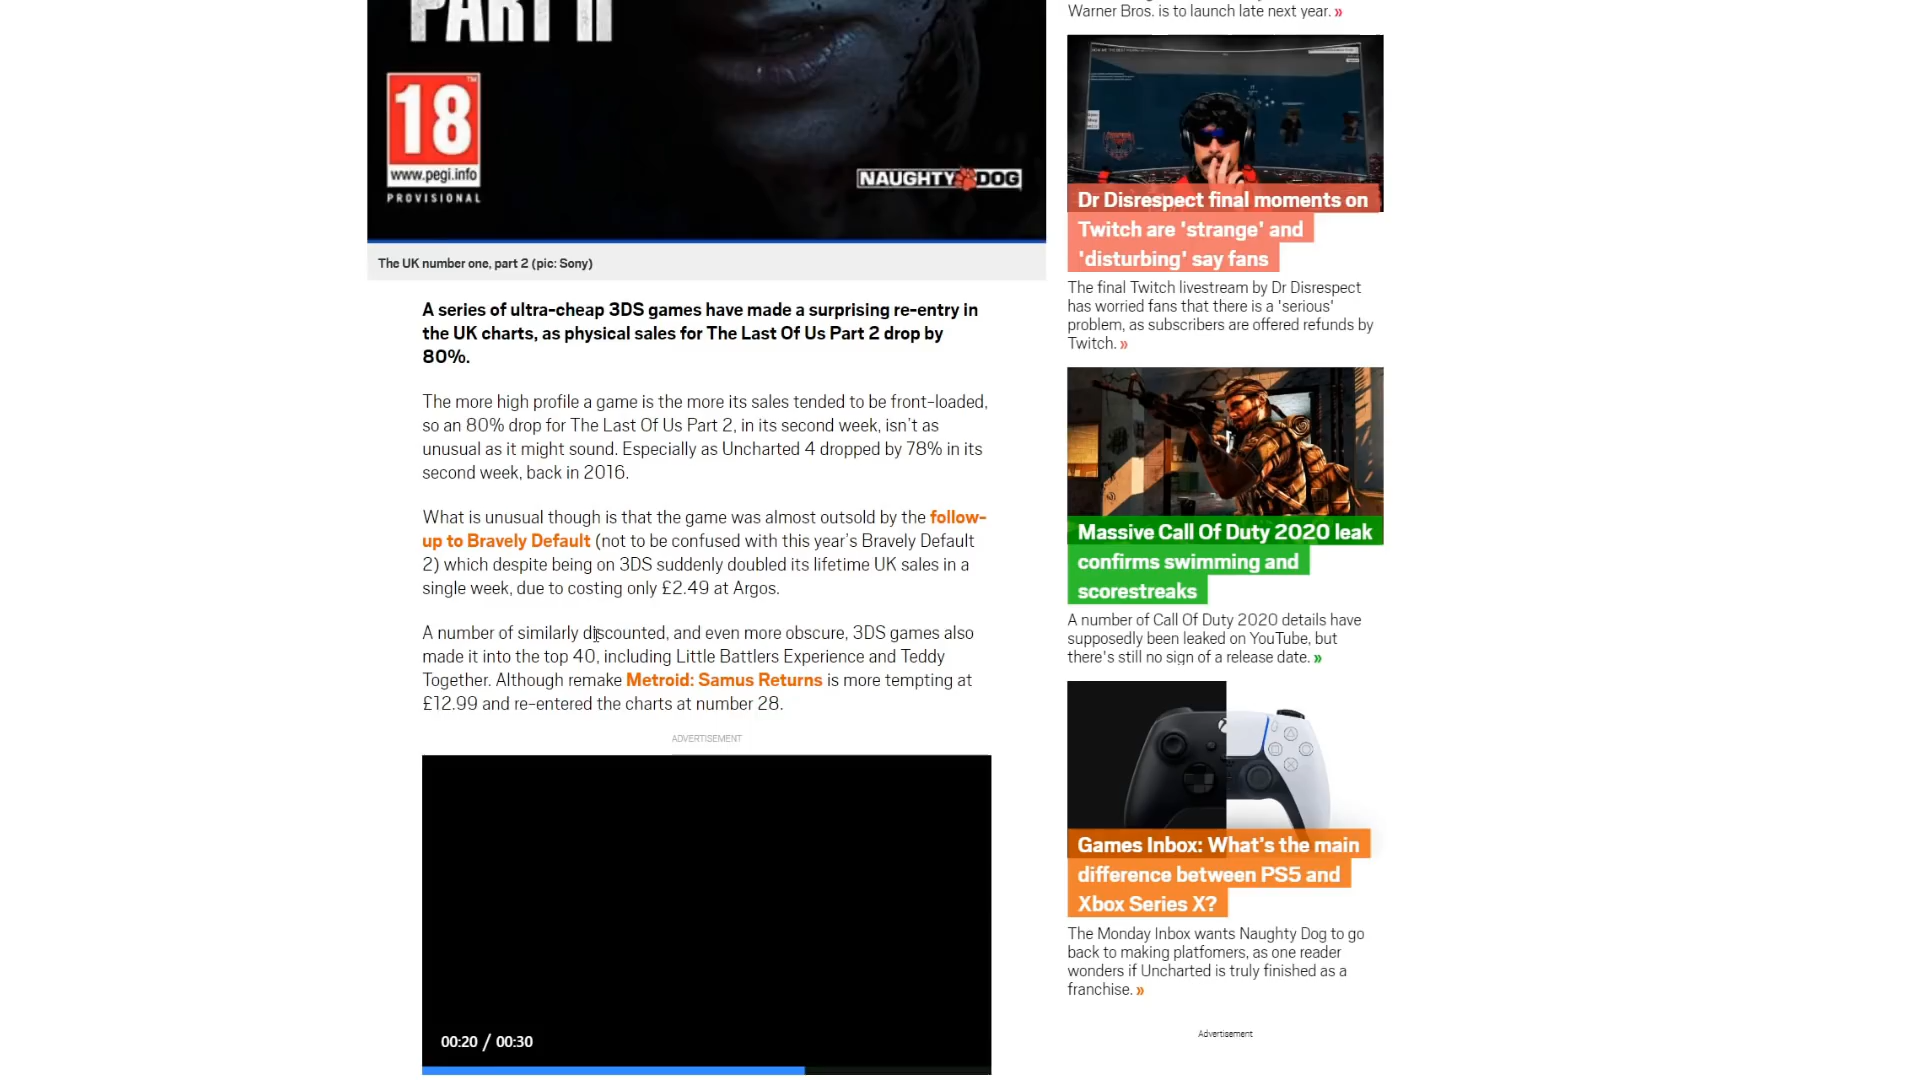 PART II
18
www.pegi.info
PROVISIONAL
NAUGHTY DOG
The UK number one, part 2 (pic: Sony)
A series of ultra-cheap 3DS games have made a surprising re-entry in
the UK charts, as physical sales for The Last Of Us Part 2 drop by
80%.
The more high profile a game is the more its sales tended to be front-loaded,
so an 80% drop for The Last Of Us Part 2, in its second week, isn't as
unusual as it might sound. Especially as Uncharted 4 dropped by 78% in its
second week, back in 2016.
What is unusual though is that the game was almost outsold by the follow-
up to Bravely Default (not to be confused with this year's Bravely Default
2) which despite being on 3DS suddenly doubled its lifetime UK sales in a
single week, due to costing only £2.49 at Argos.
A number of similarly discounted, and even more obscure, 3DS games also
made it into the top 40, including Little Battlers Experience and Teddy
Together. Although remake Metroid: Samus Returns is more tempting at
£12.99 and re-entered the charts at number 28.
ADVERTISEMENT
00:20 / 00:30
Warner Bros. is to launch late next year. »
Dr Disrespect final moments on
Twitch are 'strange' and
'disturbing' say fans
The final Twitch livestream by Dr Disrespect
has worried fans that there is a 'serious'
problem, as subscribers are offered refunds by
Twitch. »
Massive Call Of Duty 2020 leak
confirms swimming and
scorestreaks
A number of Call Of Duty 2020 details have
supposedly been leaked on YouTube, but
there's still no sign of a release date. »
Games Inbox: What's the main
difference between PS5 and
Xbox Series X?
The Monday Inbox wants Naughty Dog to go
back to making platfomers, as one reader
wonders if Uncharted is truly finished as a
franchise. »
Advertisement